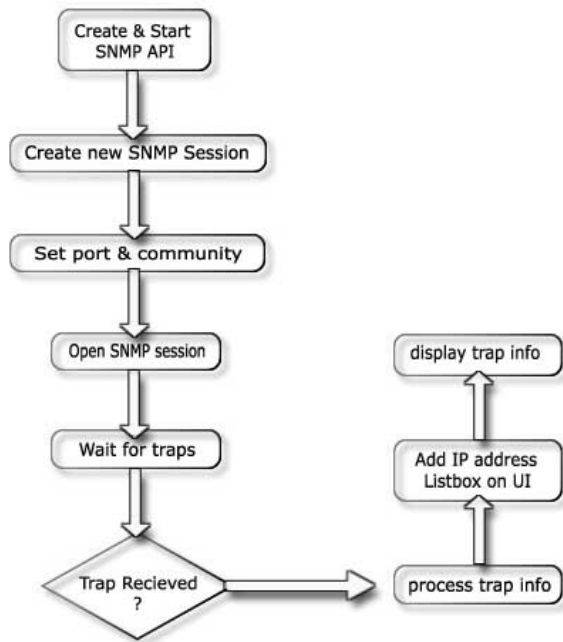 Create & Start
SNMP API
Create new SNMP Session
Set port & community
Open SNMP session
Wait for traps
Trap Recieved
?
process trap info
Add IP address
Listbox on UI
display trap info